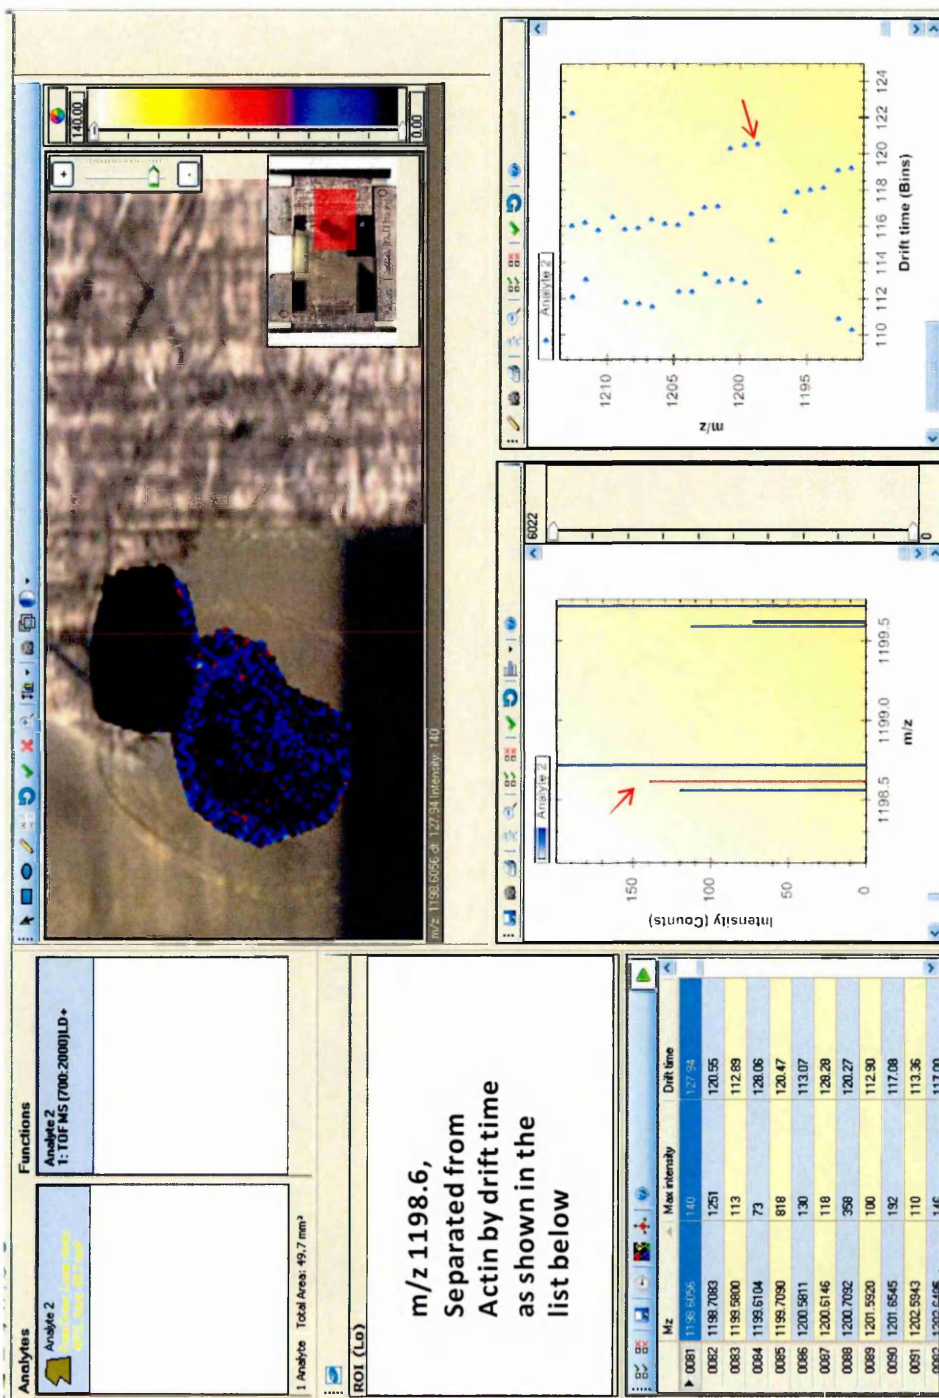 Analytes
Analyte 2
1 Analyte Total Area: 49.7 mm²
Functions
Analyte 2
1: TOF MS (700:2000)LD+
ROI (LD)
m/z 1198.6,
Separated from
Actin by drift time
as shown in the
list below
Mz Max intensity Drift time
0081 1198.6056 140 127.94
0082 1198.7083 1251 120.55
0083 1199.5800 113 112.89
0084 1199.6104 73 128.06
0085 1199.7090 818 120.47
0086 1200.5811 130 113.07
0087 1200.6146 118 128.28
0088 1200.7092 358 120.27
0089 1201.5920 100 112.90
0090 1201.6545 192 117.08
0091 1202.5943 110 113.36
m/z: 1198.6056 dt: 127.94 Intensity: 140
140.00
0.00
Analyte 2
Intensity (Counts)
150
100
50
0
1198.5 1199.0 1199.5
m/z
6022
0
Analyte 2
m/z
1210
1205
1200
1195
110 112 114 116 118 120 122 124
Drift time (Bins)